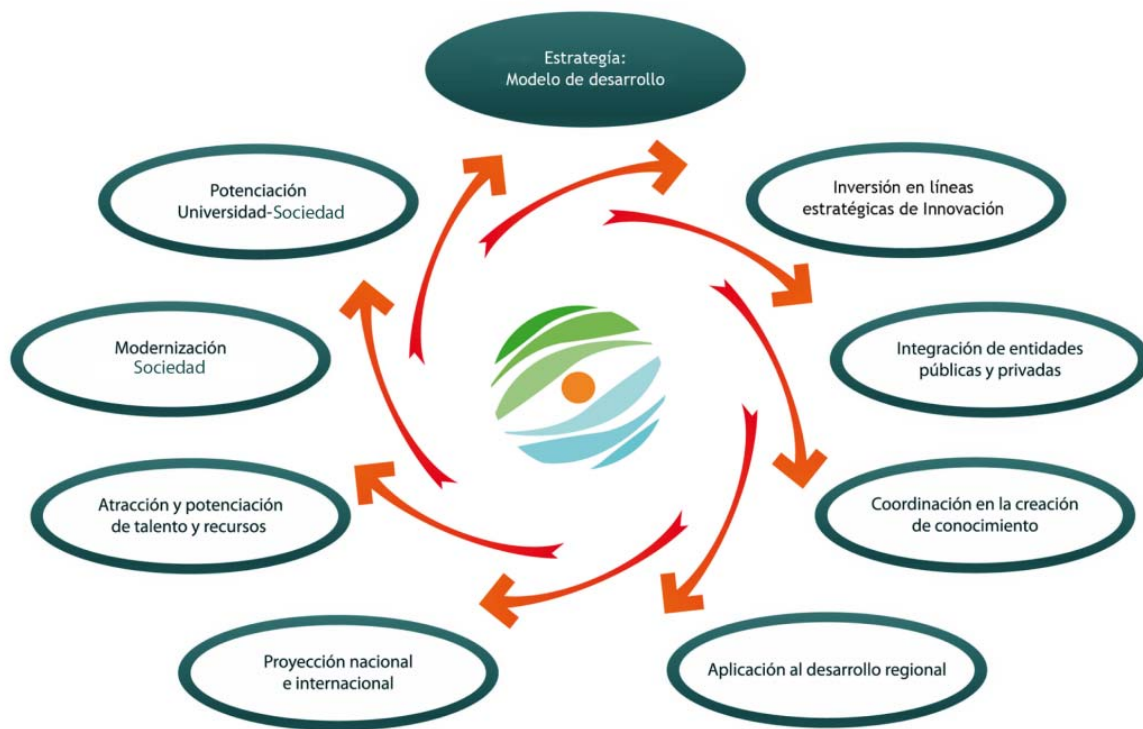 Estrategía:
Modelo de desarrollo
Inversión en líneas
estratégicas de Innovación
Integración de entidades
públicas y privadas
Coordinación en la creación
de conocimiento
Aplicación al desarrollo regional
Proyección nacional
e internacional
Atracción y potenciación
de talento y recursos
Modernización
Sociedad
Potenciación
Universidad-Sociedad